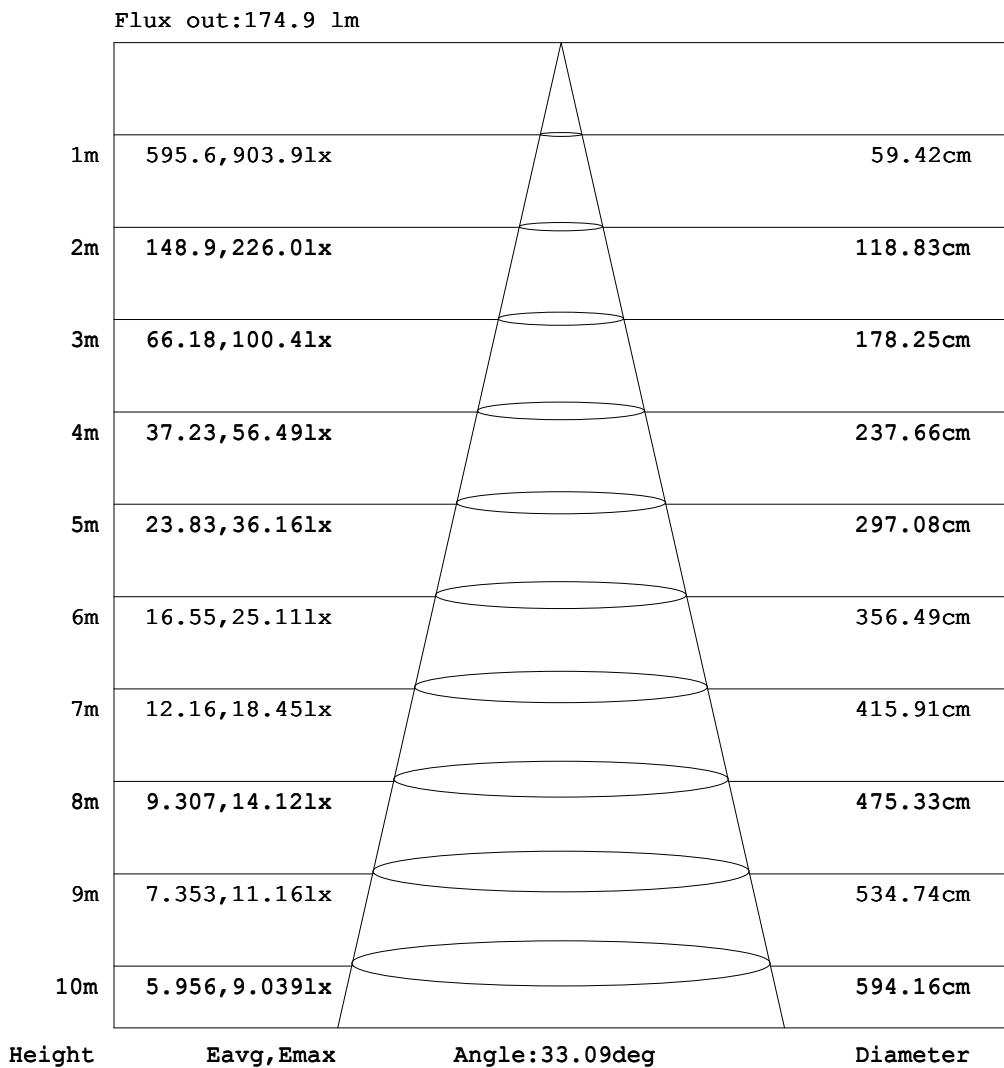 Flux out:174.9 lm
1m 595.6,903.9lx 59.42cm
2m 148.9,226.0lx 118.83cm
3m 66.18,100.4lx 178.25cm
4m 37.23,56.49lx 237.66cm
5m 23.83,36.16lx 297.08cm
6m 16.55,25.11lx 356.49cm
7m 12.16,18.45lx 415.91cm
8m 9.307,14.12lx 475.33cm
9m 7.353,11.16lx 534.74cm
10m 5.956,9.039lx 594.16cm
Height Eavg,Emax Angle:33.09deg Diameter